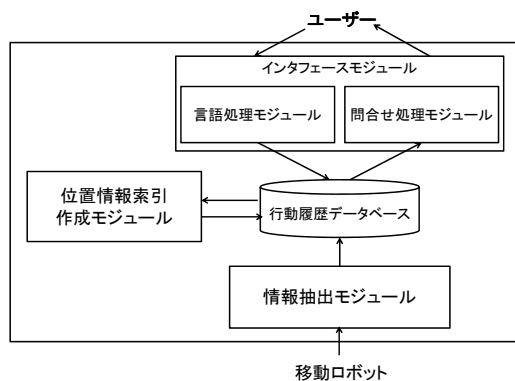 ユーザー
インタフェースモジュール
言語処理モジュール
問合せ処理モジュール
位置情報索引
作成モジュール
行動履歴データベース
情報抽出モジュール
移動ロボット